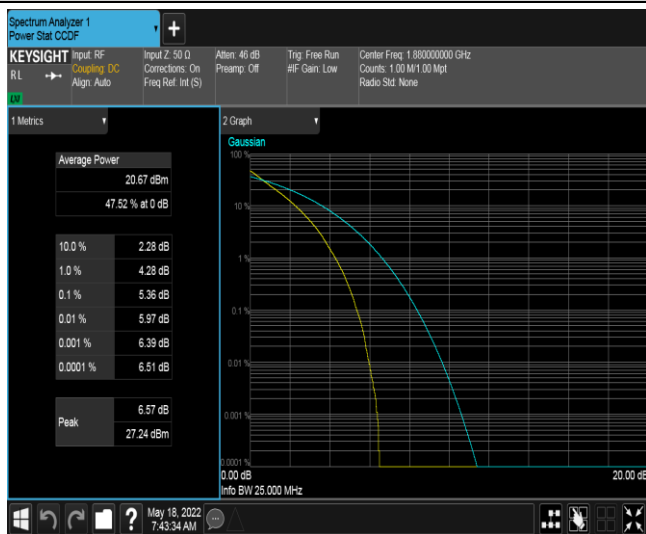 Spectrum Analyzer 1
Power Stat CCDF
+
KEYSIGHT
RL
LXI
Input: RF
Coupling: DC
Align: Auto
Input Z: 50 Ω
Corrections: On
Freq Ref: Int (S)
Atten: 46 dB
Preamp: Off
Trig: Free Run
#IF Gain: Low
Center Freq: 1.880000000 GHz
Counts: 1.00 M/1.00 Mpt
Radio Std: None
1 Metrics
Average Power
20.67 dBm
47.52 % at 0 dB
10.0 % 2.28 dB
1.0 % 4.28 dB
0.1 % 5.36 dB
0.01 % 5.97 dB
0.001 % 6.39 dB
0.0001 % 6.51 dB
Peak
6.57 dB
27.24 dBm
2 Graph
Gaussian
100 %
10 %
1 %
0.1 %
0.01 %
0.001 %
0.0001 %
0.00 dB
20.00 dB
Info BW 25.000 MHz
?
May 18, 2022
7:43:34 AM